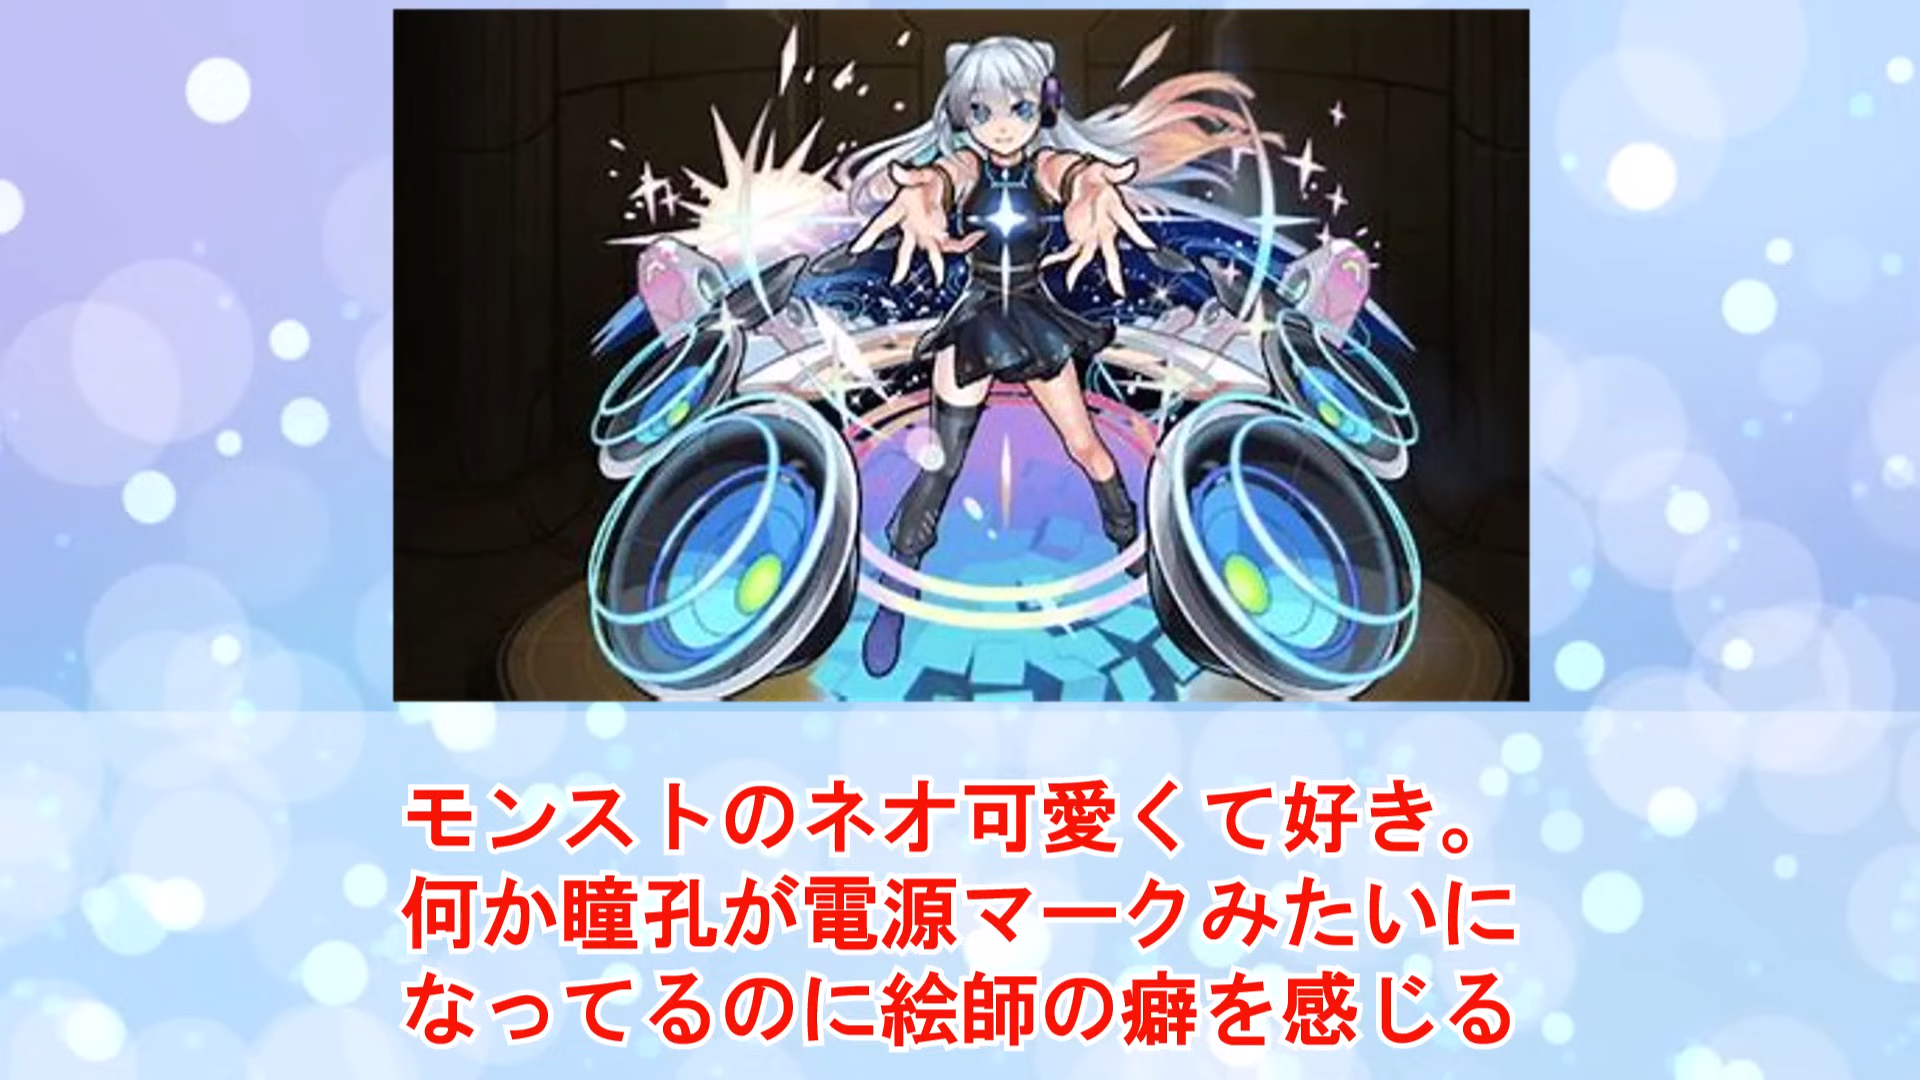 モンストのネオ可愛くて好き。
何か瞳孔が電源マークみたいに
なってるのに絵師の癖を感じる